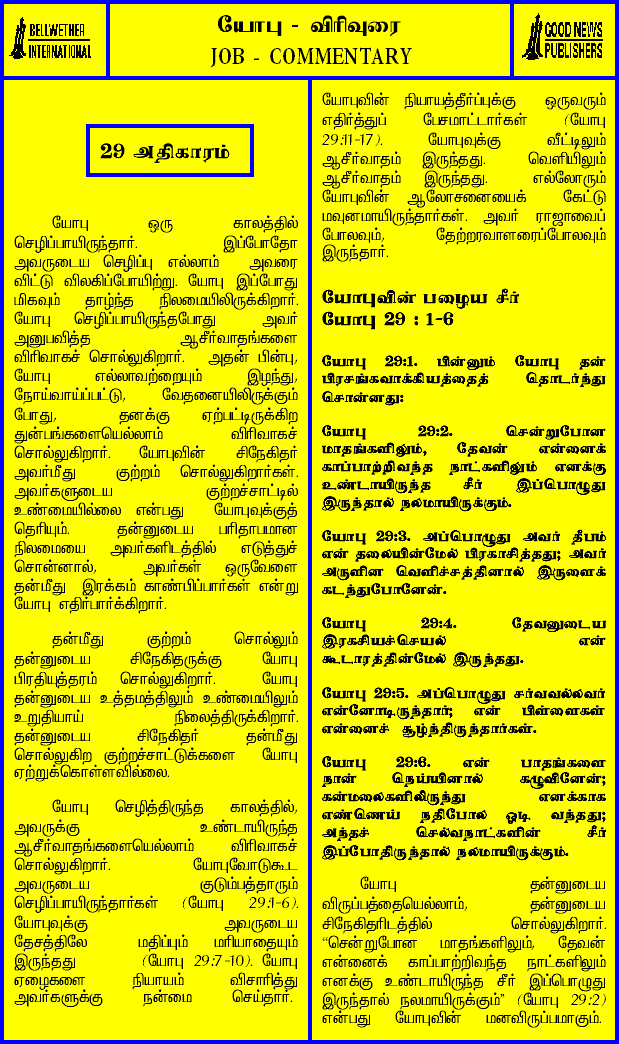 BELLWETHER
INTERNATIONAL
யோபு - விரிவுரை
JOB - COMMENTARY
GOOD NEWS
PUBLISHERS
29 அதிகாரம்
யோபு ஒரு காலத்தில்
செழிப்பாயிருந்தார். இப்போதோ
அவருடைய செழிப்பு எல்லாம் அவரை
விட்டு விலகிப்போயிற்று. யோபு இப்போது
மிகவும் தாழ்ந்த நிலமையிலிருக்கிறார்.
யோபு செழிப்பாயிருந்தபோது அவர்
அனுபவித்த ஆசீர்வாதங்களை
விரிவாகச் சொல்லுகிறார். அதன் பின்பு,
யோபு எல்லாவற்றையும் இழந்து,
நோய்வாய்ப்பட்டு, வேதனையிலிருக்கும்
போது, தனக்கு ஏற்பட்டிருக்கிற
துன்பங்களையெல்லாம் விரிவாகச்
சொல்லுகிறார். யோபுவின் சிநேகிதர்
அவர்மீது குற்றம் சொல்லுகிறார்கள்.
அவர்களுடைய குற்றச்சாட்டில்
உண்மையில்லை என்பது யோபுவுக்குத்
தெரியும். தன்னுடைய பரிதாபமான
நிலமையை அவர்களிடத்தில் எடுத்துச்
சொன்னால், அவர்கள் ஒருவேளை
தன்மீது இரக்கம் காண்பிப்பார்கள் என்று
யோபு எதிர்பார்க்கிறார்.
தன்மீது குற்றம் சொல்லும்
தன்னுடைய சிநேகிதருக்கு யோபு
பிரதியுத்தரம் சொல்லுகிறார். யோபு
தன்னுடைய உத்தமத்திலும் உண்மையிலும்
உறுதியாய் நிலைத்திருக்கிறார்.
தன்னுடைய சிநேகிதர் தன்மீது
சொல்லுகிற குற்றச்சாட்டுக்களை யோபு
ஏற்றுக்கொள்ளவில்லை.
யோபு செழித்திருந்த காலத்தில்,
அவருக்கு உண்டாயிருந்த
ஆசீர்வாதங்களையெல்லாம் விரிவாகச்
சொல்லுகிறார். யோபுவோடுகூட
அவருடைய குடும்பத்தாரும்
செழிப்பாயிருந்தார்கள் (யோபு 29:1-6).
யோபுவுக்கு அவருடைய
தேசத்திலே மதிப்பும் மரியாதையும்
இருந்தது (யோபு 29:7-10). யோபு
ஏழைகளை நியாயம் விசாரித்து
அவர்களுக்கு நன்மை செய்தார்.
யோபுவின் நியாயத்தீர்ப்புக்கு ஒருவரும்
எதிர்த்துப் பேசமாட்டார்கள் (யோபு
29:11-17). யோபுவுக்கு வீட்டிலும்
ஆசீர்வாதம் இருந்தது. வெளியிலும்
ஆசீர்வாதம் இருந்தது. எல்லோரும்
யோபுவின் ஆலோசனையைக் கேட்டு
மவுனமாயிருந்தார்கள். அவர் ராஜாவைப்
போலவும், தேற்றரவாளரைப்போலவும்
இருந்தார்.
யோபுவின் பழைய சீர்
யோபு 29 : 1-6
யோபு 29:1. பின்னும் யோபு தன்
பிரசங்கவாக்கியத்தைத் தொடர்ந்து
சொன்னது:
யோபு 29:2. சென்றுபோன
மாதங்களிலும், தேவன் என்னைக்
காப்பாற்றிவந்த நாட்களிலும் எனக்கு
உண்டாயிருந்த சீர் இப்பொழுது
இருந்தால் நலமாயிருக்கும்.
யோபு 29:3. அப்பொழுது அவர் தீபம்
என் தலையின்மேல் பிரகாசித்தது; அவர்
அருளின வெளிச்சத்தினால் இருளைக்
கடந்துபோனேன்.
யோபு 29:4. தேவனுடைய
இரகசியச்செயல் என்
கூடாரத்தின்மேல் இருந்தது.
யோபு 29:5. அப்பொழுது சர்வவல்லவர்
என்னோடிருந்தார்; என் பிள்ளைகள்
என்னைச் சூழ்ந்திருந்தார்கள்.
யோபு 29:6. என் பாதங்களை
நான் நெய்யினால் கழுவினேன்;
கன்மலைகளிலிருந்து எனக்காக
எண்ணெய் நதிபோல ஓடி வந்தது;
அந்தச் செல்வநாட்களின் சீர்
இப்போதிருந்தால் நலமாயிருக்கும்.
யோபு தன்னுடைய
விருப்பத்தையெல்லாம், தன்னுடைய
சிநேகிதரிடத்தில் சொல்லுகிறார்.
“சென்றுபோன மாதங்களிலும், தேவன்
என்னைக் காப்பாற்றிவந்த நாட்களிலும்
எனக்கு உண்டாயிருந்த சீர் இப்பொழுது
இருந்தால் நலமாயிருக்கும்” (யோபு 29:2)
என்பது யோபுவின் மனவிருப்பமாகும்.